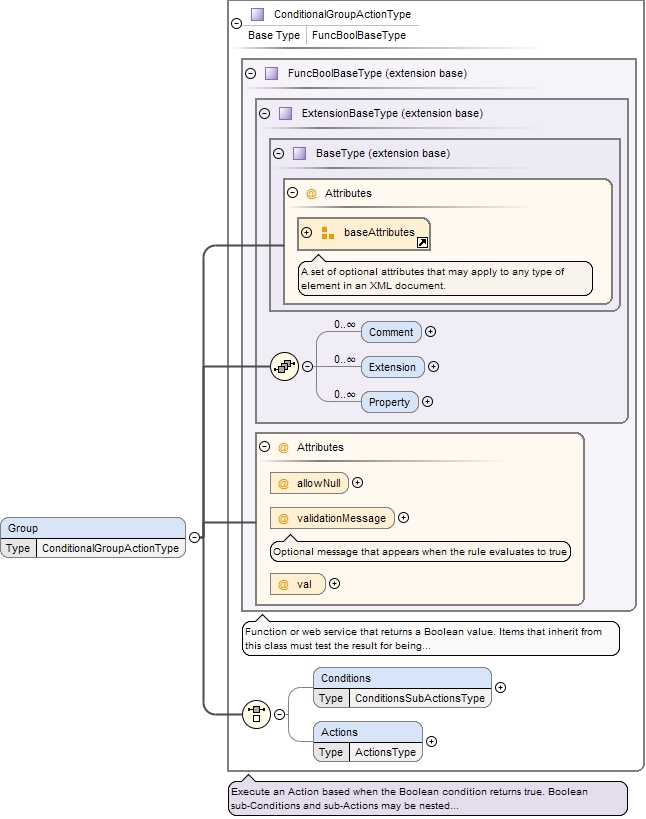 ConditionalGroupActionType
Base Type FuncBoolBaseType
FuncBoolBaseType (extension base)
ExtensionBaseType (extension base)
BaseType (extension base)
@ Attributes
baseAttributes
A set of optional attributes that may apply to any type of
element in an XML document.
0..∞
Comment
0..∞
Extension
0..∞
Property
@ Attributes
@ allowNull
@ validationMessage
Optional message that appears when the rule evaluates to true
@ val
Group
Type ConditionalGroupActionType
Function or web service that returns a Boolean value. Items that inherit from
this class must test the result for being...
Conditions
Type ConditionsSubActionsType
Actions
Type ActionsType
Execute an Action based when the Boolean condition returns true. Boolean
sub-Conditions and sub-Actions may be nested...